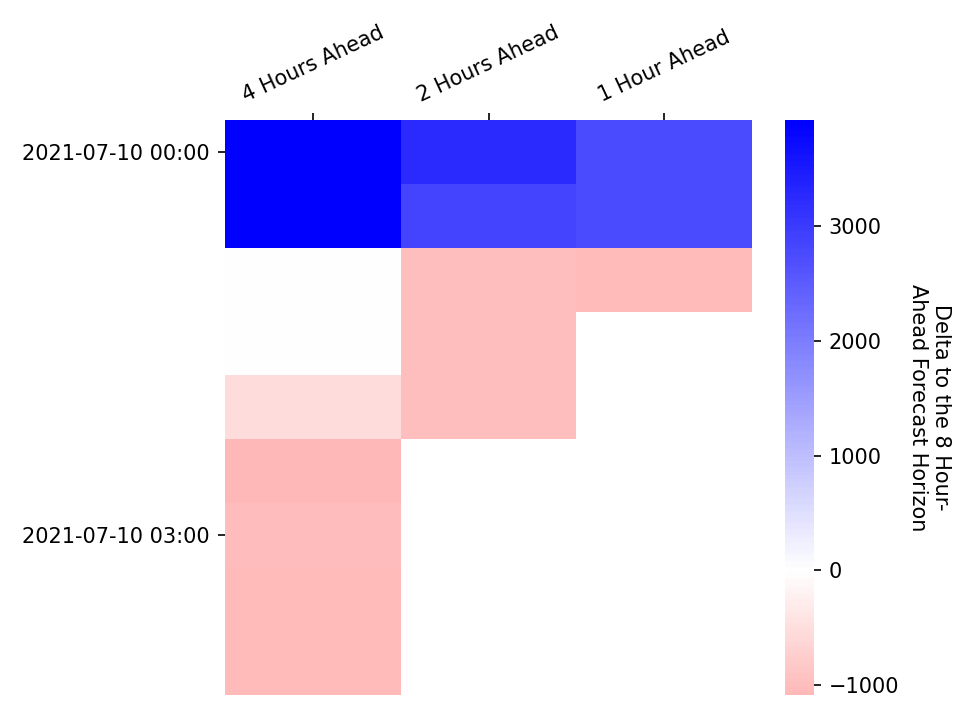 4 Hours Ahead
2 Hours Ahead
1 Hour Ahead
2021-07-10 00:00
2021-07-10 03:00
3000
2000
1000
0
−1000
Delta to the 8 Hour-
Ahead Forecast Horizon